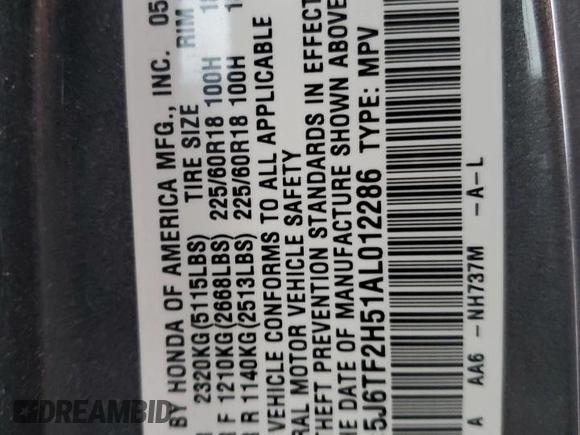 BY HONDA OF AMERICA MFG., INC. 05
TIRE SIZE RIM
2320KG(5115LBS)
F 1210KG(2668LBS) 225/60R18 100H
R 1140KG(2513LBS) 225/60R18 100H
VEHICLE CONFORMS TO ALL APPLICABLE
RAL MOTOR VEHICLE SAFETY
THEFT PREVENTION STANDARDS IN EFFECT
E DATE OF MANUFACTURE SHOWN ABOVE
5J6TF2H51AL012286 TYPE: MPV
A AA6 - NH737M - A-L
DREAMBID